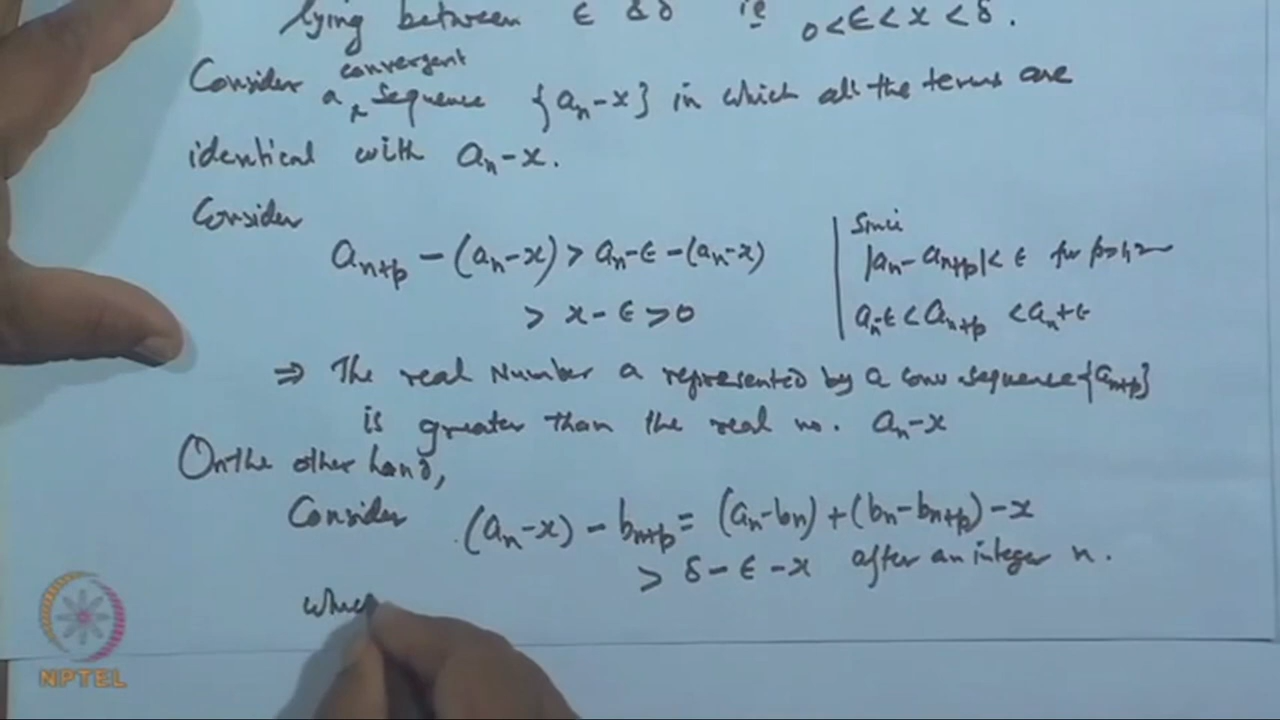 lying between ε & δ ie 0<ε<x<δ.
Consider a convergent sequence {aₙ-x} in which all the terms are
identical with aₙ-x.
Consider
aₙ₊ₚ - (aₙ-x) > aₙ-ε-(aₙ-x)
> x-ε>0
Since
|aₙ-aₙ₊ₚ|<ε for
aₙ-ε<aₙ₊ₚ <aₙ+ε
⇒ The real Number a represented by a conv sequence {aₙ₊ₚ}
is greater than the real no. aₙ-x
On the other hand,
Consider (aₙ-x) - bₙ₊ₚ = (aₙ-bₙ)+(bₙ-bₙ₊ₚ)-x
> δ-ε-x after an integer n.
NPTEL